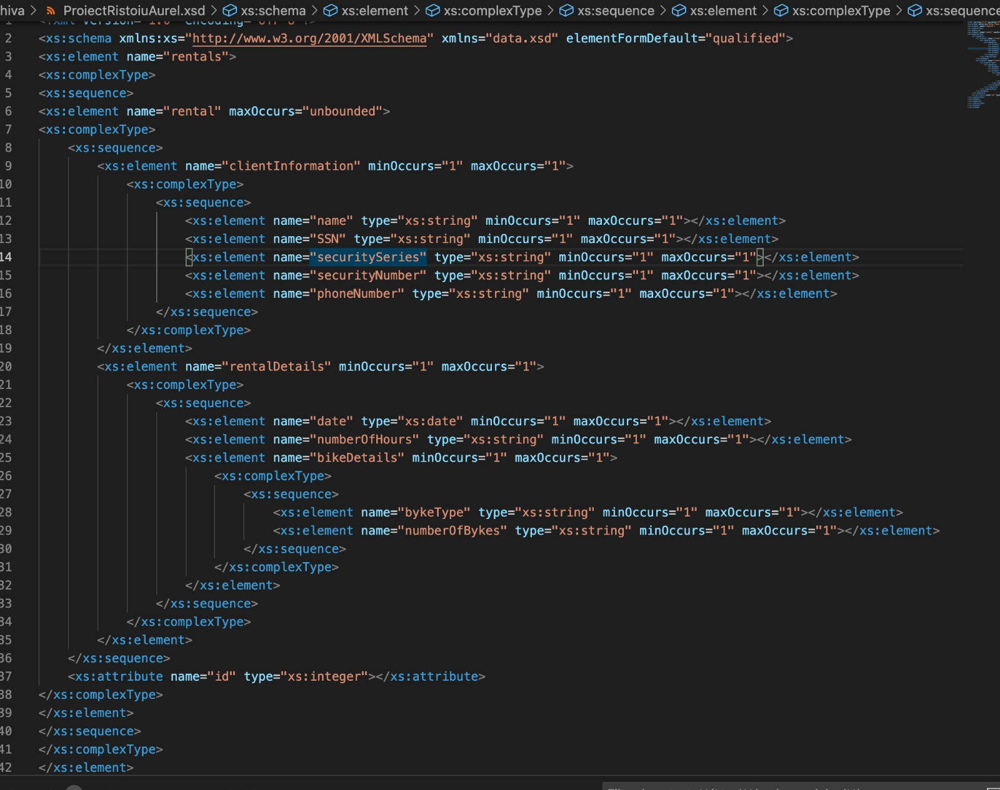 hiva > ProiectRistoiuAurel.xsd > xs:schema > xs:element > xs:complexType > xs:sequence > xs:element > xs:complexType > xs:sequence
1 <?xml version="1.0" encoding="UTF-8"?>
2 <xs:schema xmlns:xs="http://www.w3.org/2001/XMLSchema" xmlns="data.xsd" elementFormDefault="qualified">
3 <xs:element name="rentals">
4 <xs:complexType>
5 <xs:sequence>
6 <xs:element name="rental" maxOccurs="unbounded">
7 <xs:complexType>
8 <xs:sequence>
9 <xs:element name="clientInformation" minOccurs="1" maxOccurs="1">
10 <xs:complexType>
11 <xs:sequence>
12 <xs:element name="name" type="xs:string" minOccurs="1" maxOccurs="1"></xs:element>
13 <xs:element name="SSN" type="xs:string" minOccurs="1" maxOccurs="1"></xs:element>
14 <xs:element name="securitySeries" type="xs:string" minOccurs="1" maxOccurs="1"></xs:element>
15 <xs:element name="securityNumber" type="xs:string" minOccurs="1" maxOccurs="1"></xs:element>
16 <xs:element name="phoneNumber" type="xs:string" minOccurs="1" maxOccurs="1"></xs:element>
17 </xs:sequence>
18 </xs:complexType>
19 </xs:element>
20 <xs:element name="rentalDetails" minOccurs="1" maxOccurs="1">
21 <xs:complexType>
22 <xs:sequence>
23 <xs:element name="date" type="xs:date" minOccurs="1" maxOccurs="1"></xs:element>
24 <xs:element name="numberOfHours" type="xs:string" minOccurs="1" maxOccurs="1"></xs:element>
25 <xs:element name="bikeDetails" minOccurs="1" maxOccurs="1">
26 <xs:complexType>
27 <xs:sequence>
28 <xs:element name="bykeType" type="xs:string" minOccurs="1" maxOccurs="1"></xs:element>
29 <xs:element name="numberOfBykes" type="xs:string" minOccurs="1" maxOccurs="1"></xs:element>
30 </xs:sequence>
31 </xs:complexType>
32 </xs:element>
33 </xs:sequence>
34 </xs:complexType>
35 </xs:element>
36 </xs:sequence>
37 <xs:attribute name="id" type="xs:integer"></xs:attribute>
38 </xs:complexType>
39 </xs:element>
40 </xs:sequence>
41 </xs:complexType>
42 </xs:element>